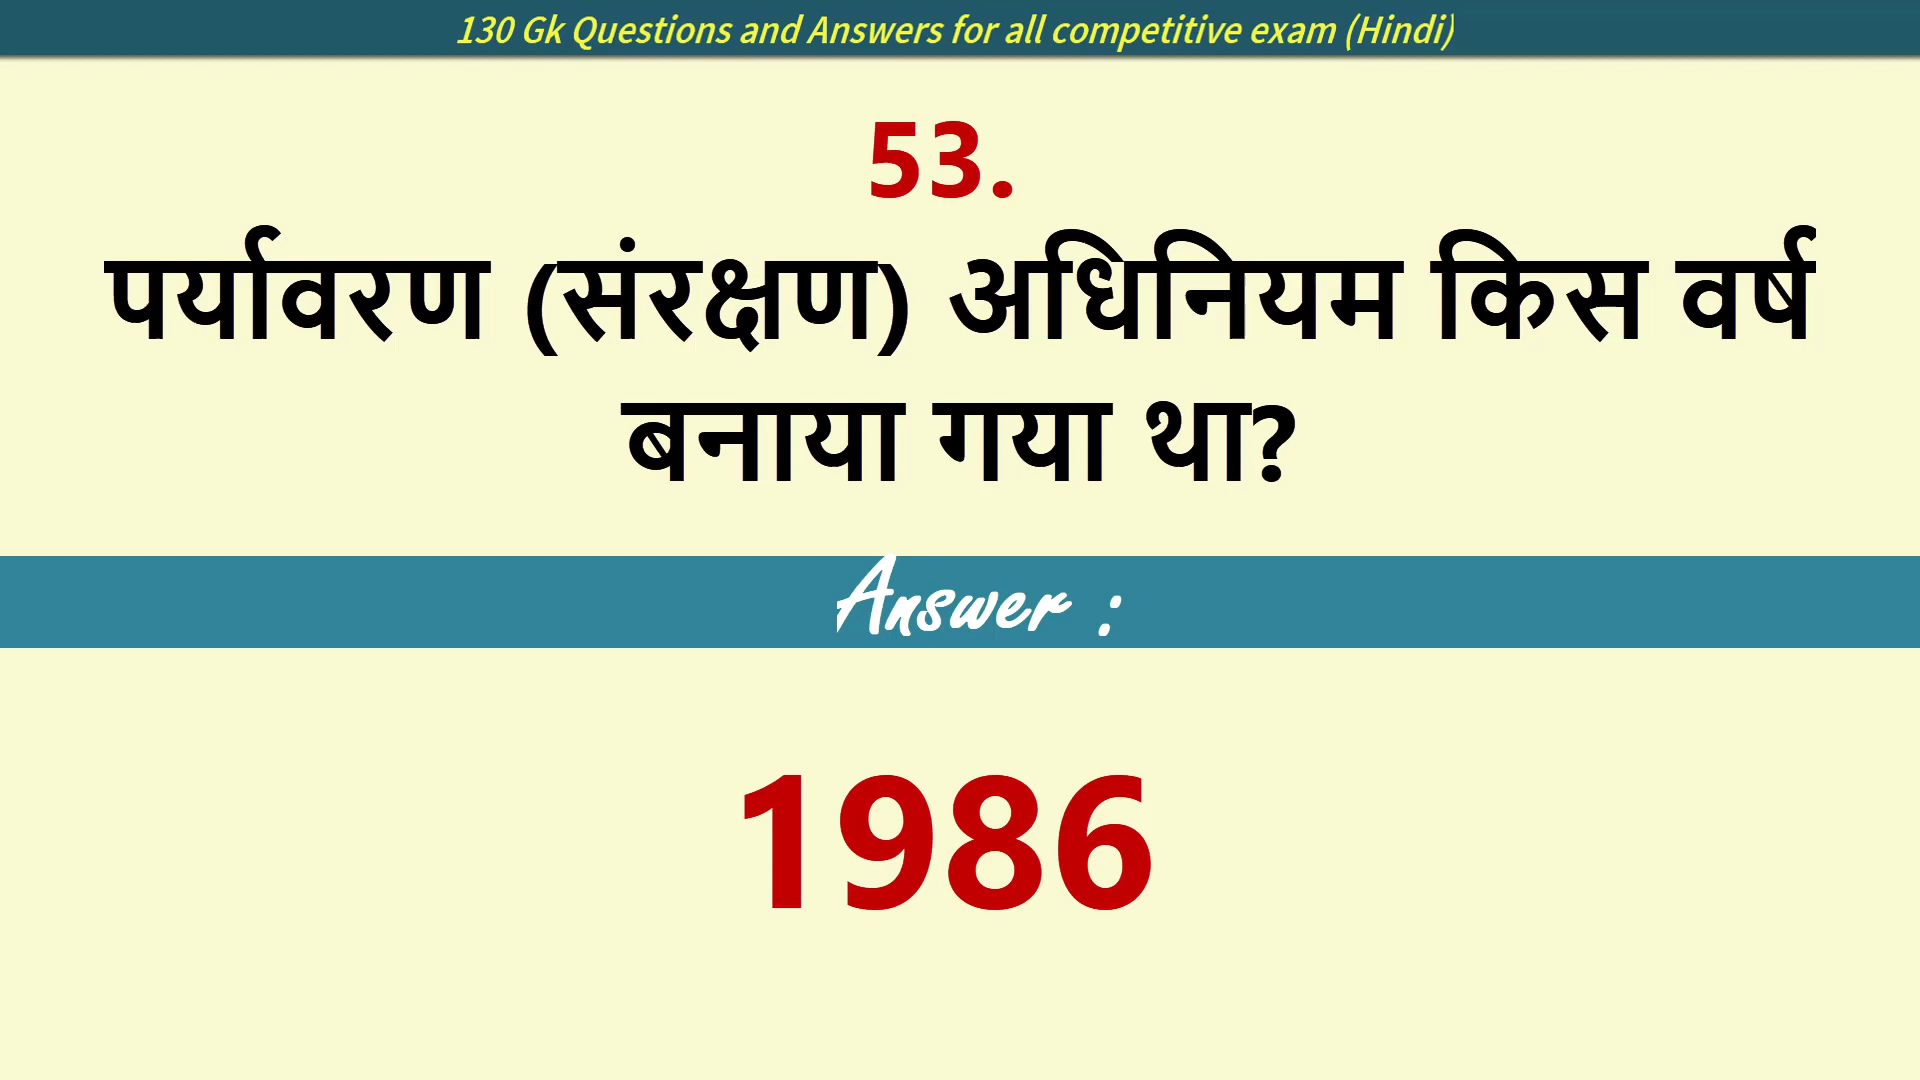 130 Gk Questions and Answers for all competitive exam (Hindi)
53.
पर्यावरण (संरक्षण) अधिनियम किस वर्ष
बनाया गया था?
Answer :
1986